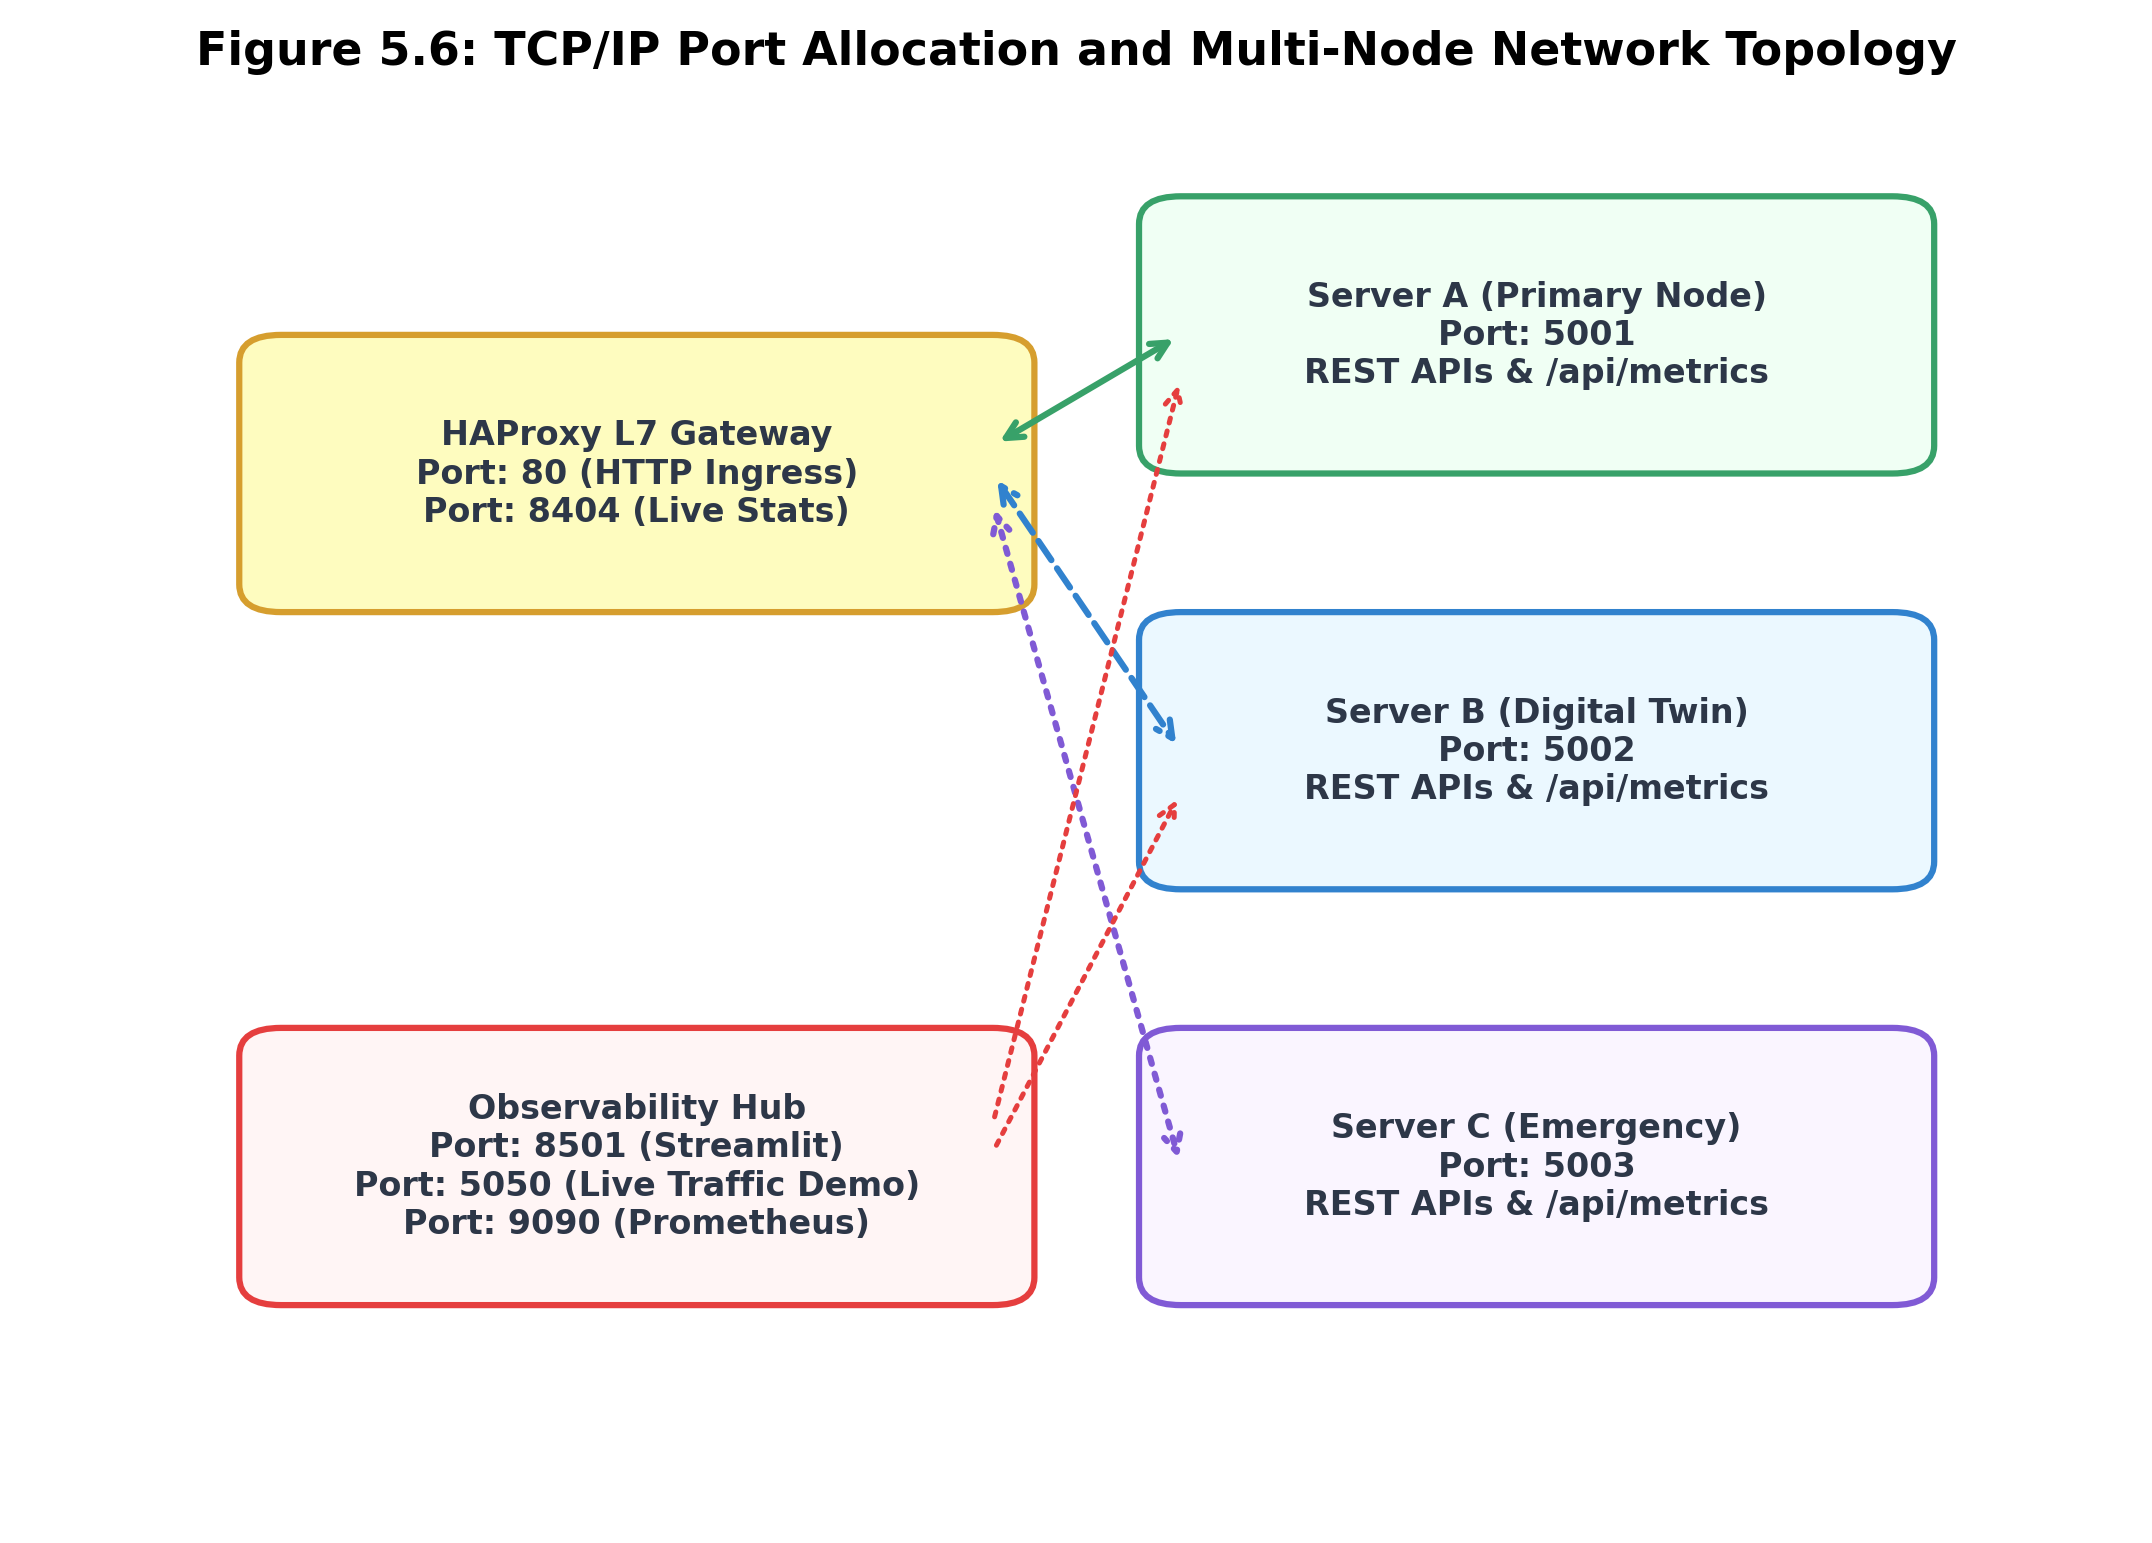 Figure 5.6: TCP/IP Port Allocation and Multi-Node Network Topology
HAProxy L7 Gateway
Port: 80 (HTTP Ingress)
Port: 8404 (Live Stats)
Server A (Primary Node)
Port: 5001
REST APIs & /api/metrics
Server B (Digital Twin)
Port: 5002
REST APIs & /api/metrics
Observability Hub
Port: 8501 (Streamlit)
Port: 5050 (Live Traffic Demo)
Port: 9090 (Prometheus)
Server C (Emergency)
Port: 5003
REST APIs & /api/metrics